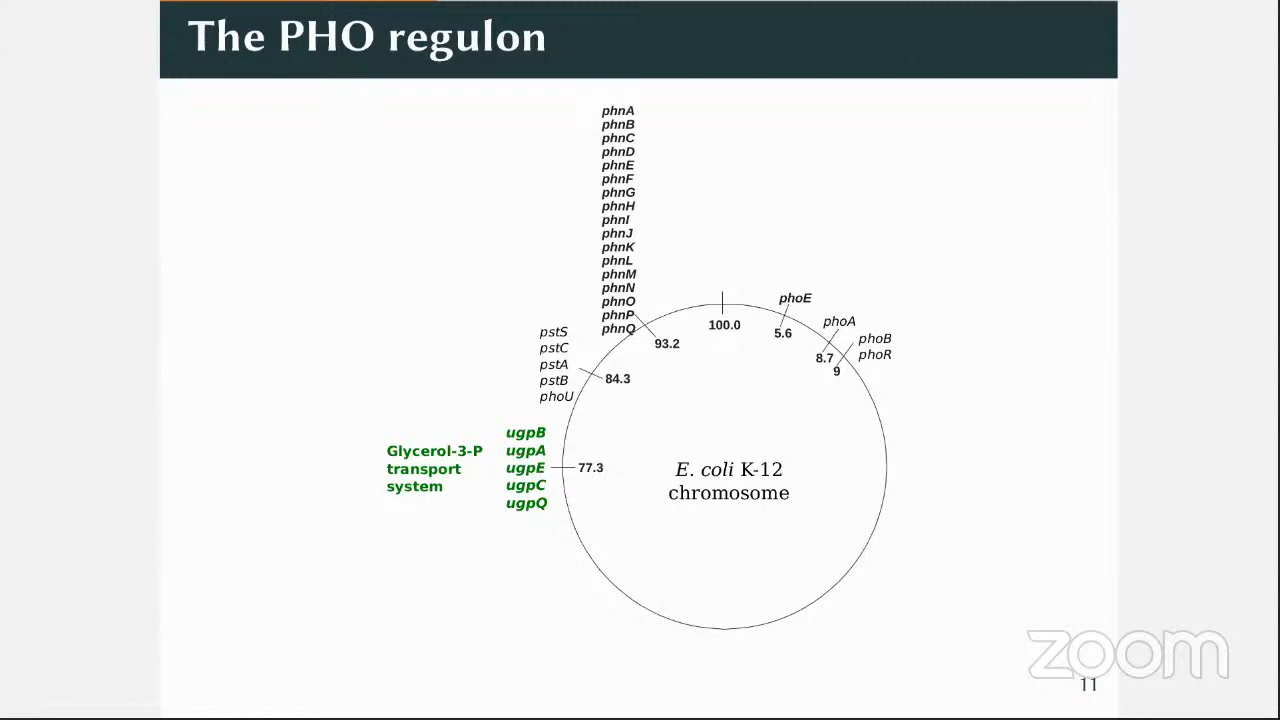 The PHO regulon
phnA
phnB
phnC
phnD
phnE
phnF
phnG
phnH
phnI
phnJ
phnK
phnL
phnM
phnN
phnO
phnP
phnQ
93.2
100.0
phoE
5.6
phoA
8.7
phoB
phoR
9
pstS
pstC
pstA
pstB
phoU
84.3
Glycerol-3-P
transport
system
ugpB
ugpA
ugpE
ugpC
ugpQ
77.3
E. coli K-12
chromosome
zoom
11